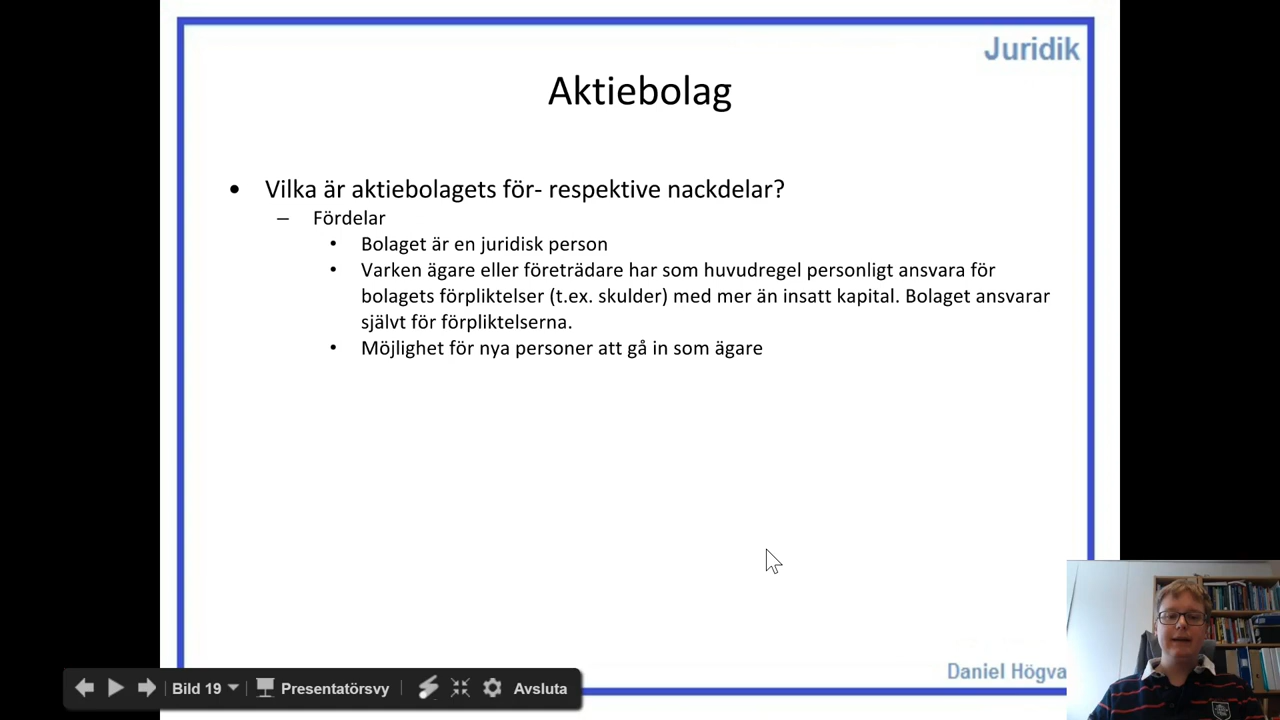 Juridik
Aktiebolag
• Vilka är aktiebolagets för- respektive nackdelar?
– Fördelar
• Bolaget är en juridisk person
• Varken ägare eller företrädare har som huvudregel personligt ansvara för
bolagets förpliktelser (t.ex. skulder) med mer än insatt kapital. Bolaget ansvarar
självt för förpliktelserna.
• Möjlighet för nya personer att gå in som ägare
Daniel Högva
Bild 19
Presentatörsvy
Avsluta